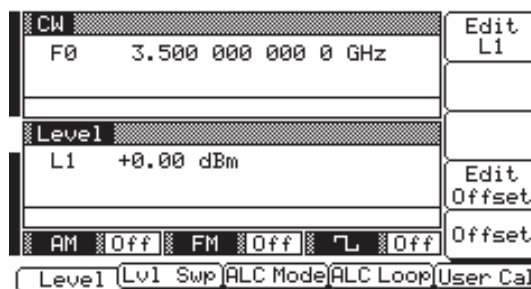 CW
F0 3.500 000 000 0 GHz
Level
L1 +0.00 dBm
AM Off FM Off Off
Edit
L1
Edit
Offset
Offset
Level Lvl Swp ALC Mode ALC Loop User Cal